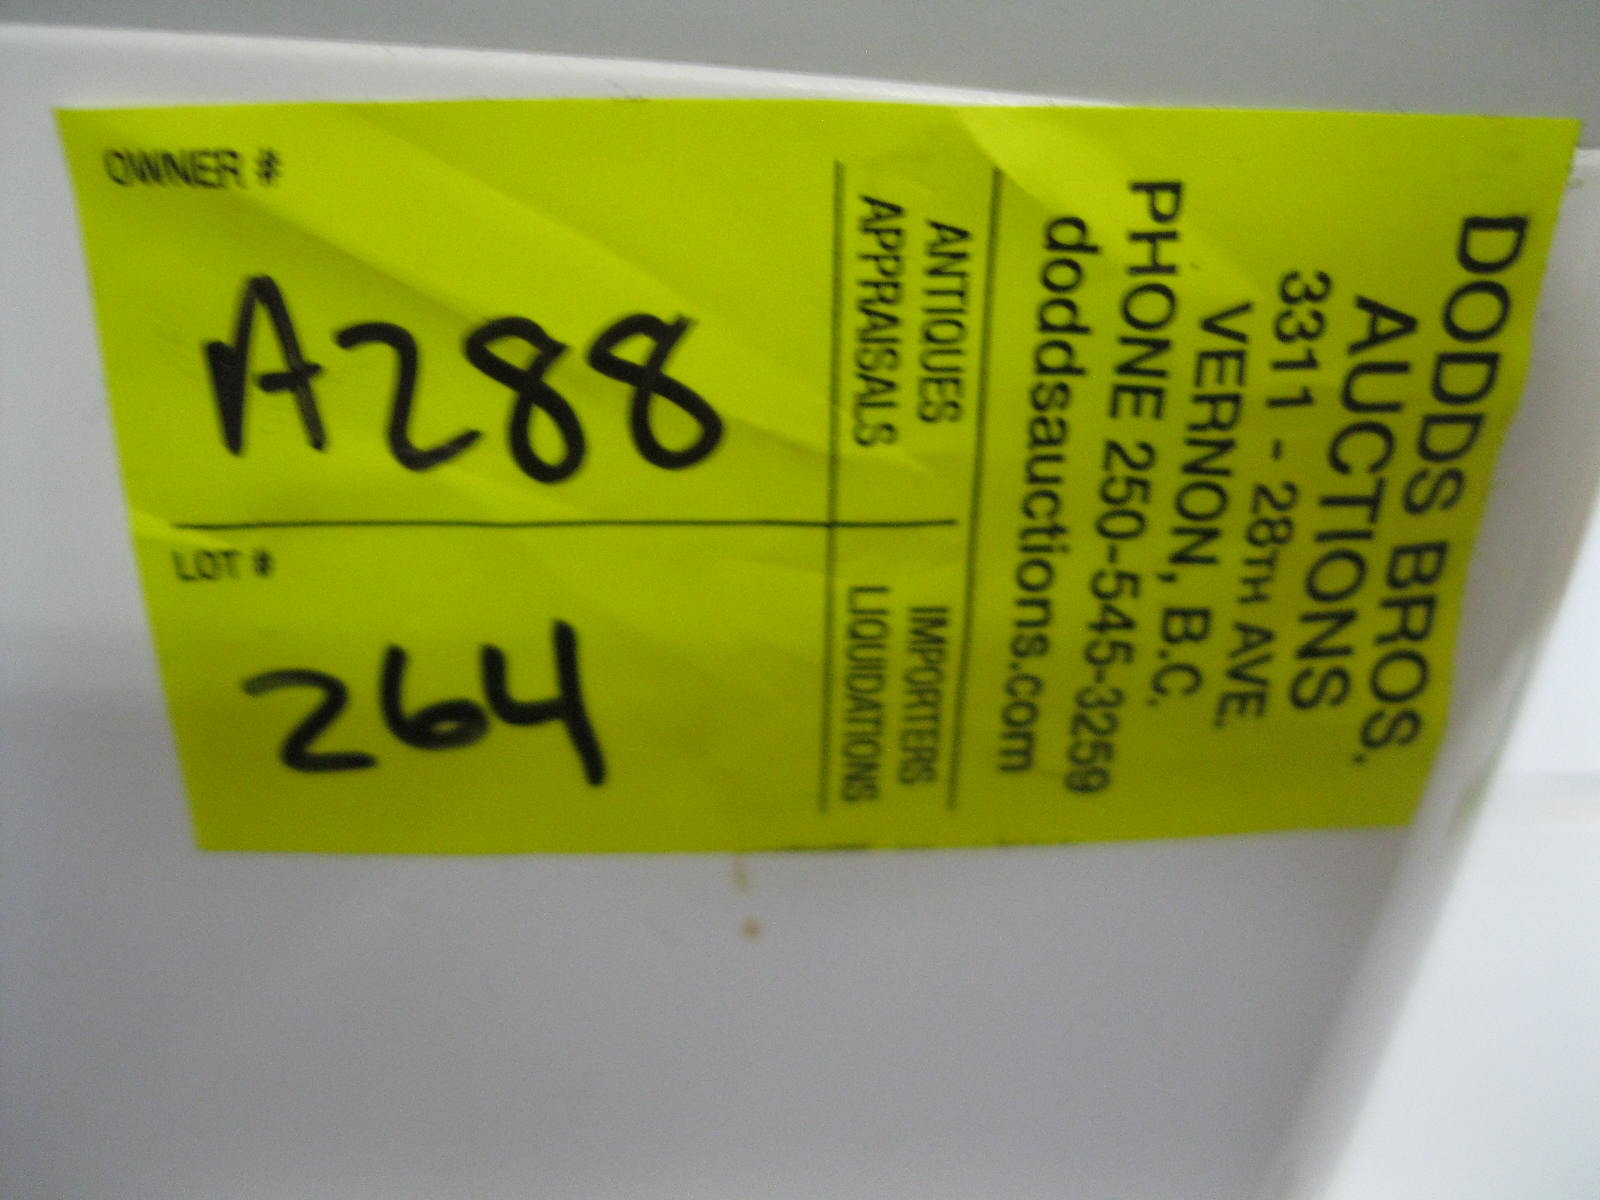 DODDS BROS.
AUCTIONS
3311 - 28TH AVE.
VERNON, B.C.
PHONE 250-545-3259
doddsauctions.com
ANTIQUES
APPRAISALS
IMPORTERS
LIQUIDATIONS
OWNER #
A288
LOT #
264